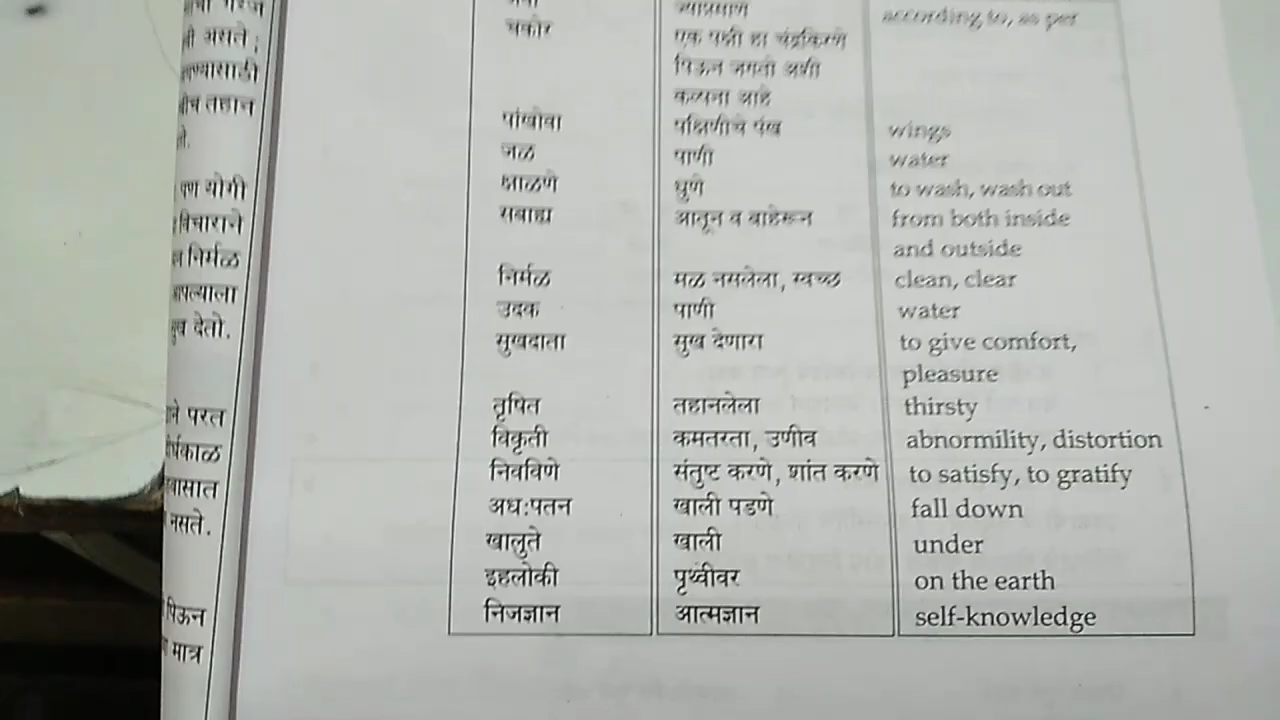 असते ;
तहान
पण योगी
विचाराने
निर्मळ
देतो.
परत
नसते.
पिऊन
मात्र
ज्याप्रमाणे according to, as per
चकोर एक पक्षी हा चंद्रकिरणे
पिऊन जगतो अशी
कल्पना आहे
पांखोवा पक्षिणीचे पंख wings
जळ पाणी water
क्षाळणे धुणे to wash, wash out
सबाह्य आतून व बाहेरून from both inside
and outside
निर्मळ मळ नसलेला, स्वच्छ clean, clear
उदक पाणी water
सुखदाता सुख देणारा to give comfort,
pleasure
तृषित तहानलेला thirsty
विकृती कमतरता, उणीव abnormility, distortion
निवविणे संतुष्ट करणे, शांत करणे to satisfy, to gratify
अधःपतन खाली पडणे fall down
खालुते खाली under
इहलोकी पृथ्वीवर on the earth
निजज्ञान आत्मज्ञान self-knowledge